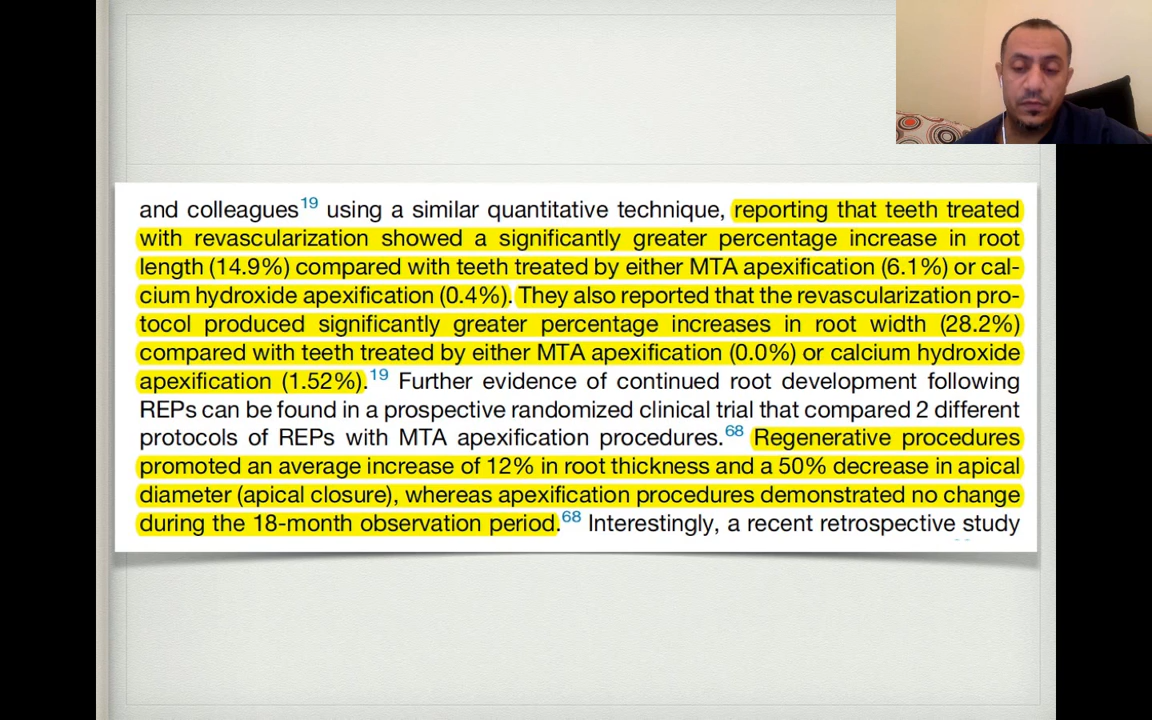 and colleagues19 using a similar quantitative technique, reporting that teeth treated
with revascularization showed a significantly greater percentage increase in root
length (14.9%) compared with teeth treated by either MTA apexification (6.1%) or cal-
cium hydroxide apexification (0.4%). They also reported that the revascularization pro-
tocol produced significantly greater percentage increases in root width (28.2%)
compared with teeth treated by either MTA apexification (0.0%) or calcium hydroxide
apexification (1.52%).19 Further evidence of continued root development following
REPs can be found in a prospective randomized clinical trial that compared 2 different
protocols of REPs with MTA apexification procedures.68 Regenerative procedures
promoted an average increase of 12% in root thickness and a 50% decrease in apical
diameter (apical closure), whereas apexification procedures demonstrated no change
during the 18-month observation period.68 Interestingly, a recent retrospective study